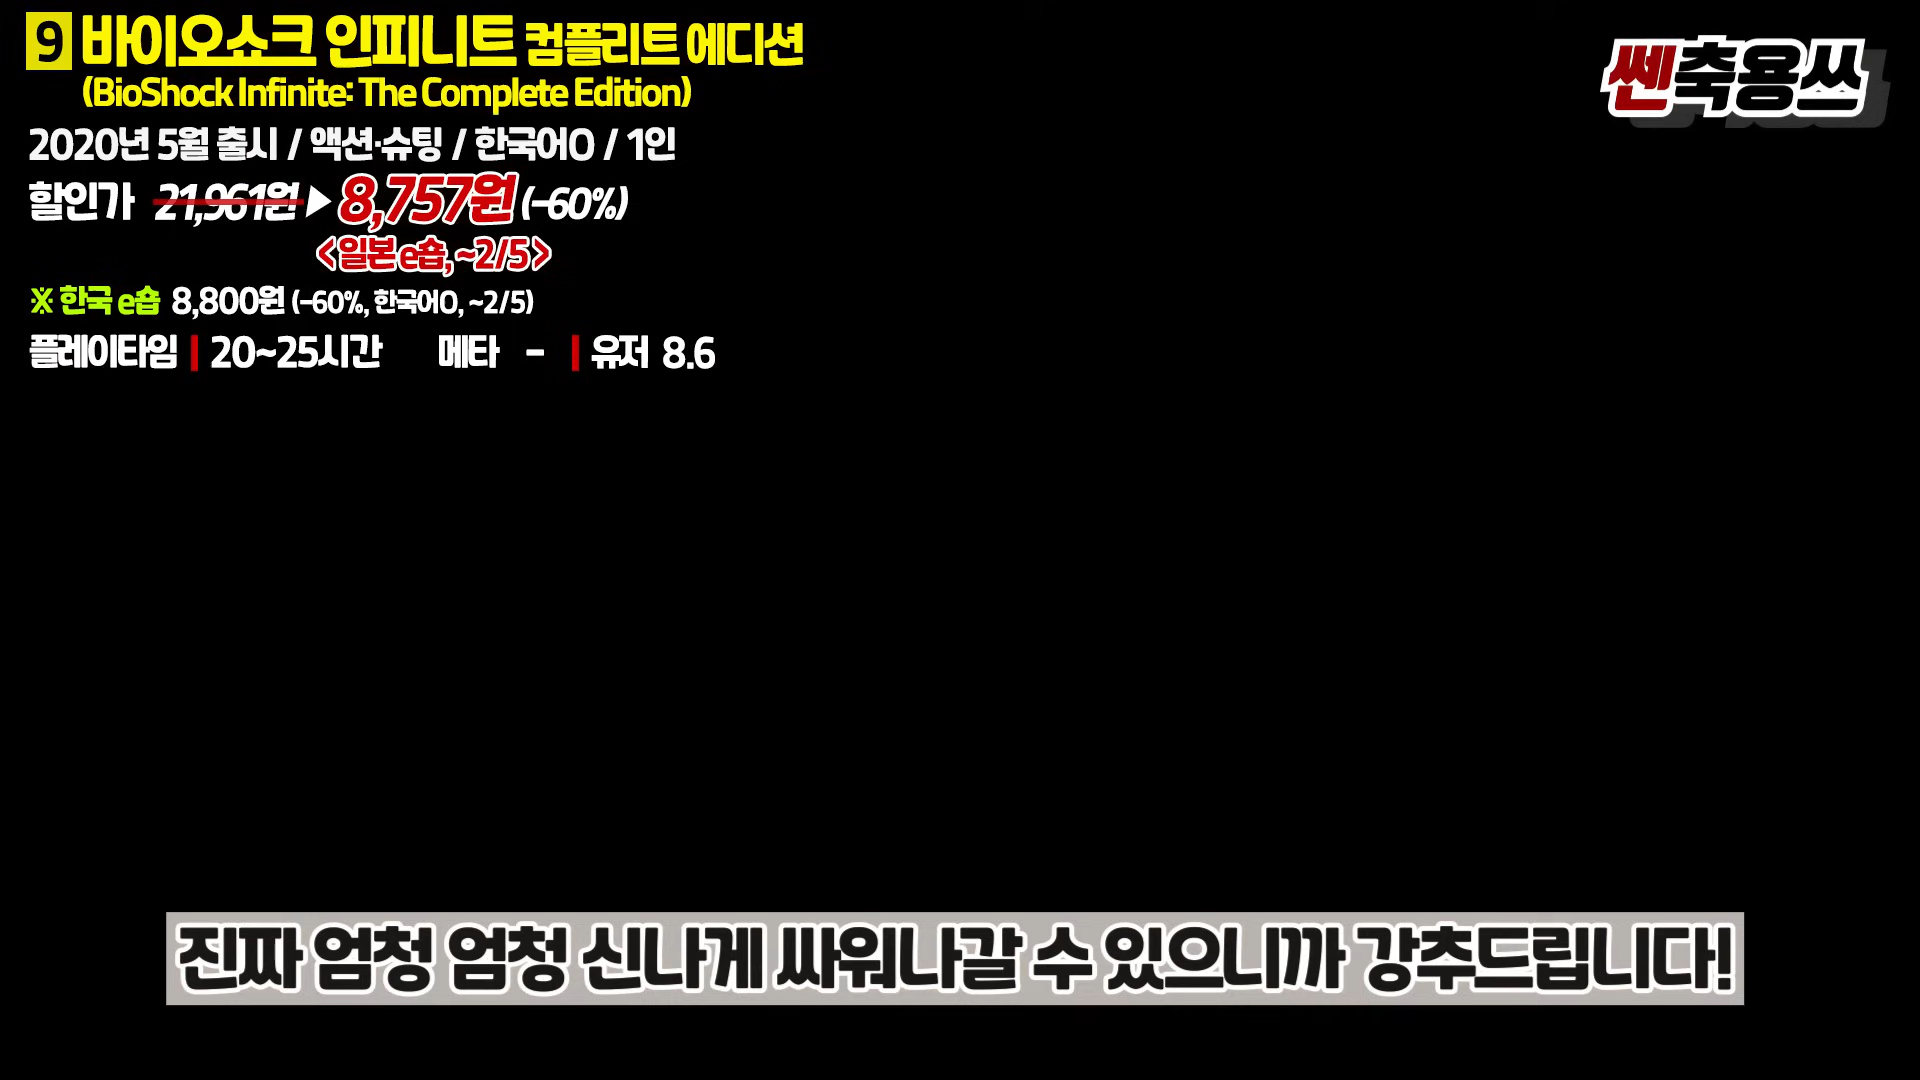 9 바이오쇼크 인피니트 컴플리트 에디션
(BioShock Infinite: The Complete Edition)
쎈축용쓰
2020년 5월 출시 / 액션·슈팅 / 한국어O / 1인
할인가 21,961원 ▶ 8,757원 (-60%)
<일본 e숍, ~2/5>
※ 한국 e숍 8,800원 (-60%, 한국어O, ~2/5)
플레이타임 | 20~25시간 메타 - | 유저 8.6
진짜 엄청 엄청 신나게 싸워나갈 수 있으니까 강추드립니다!